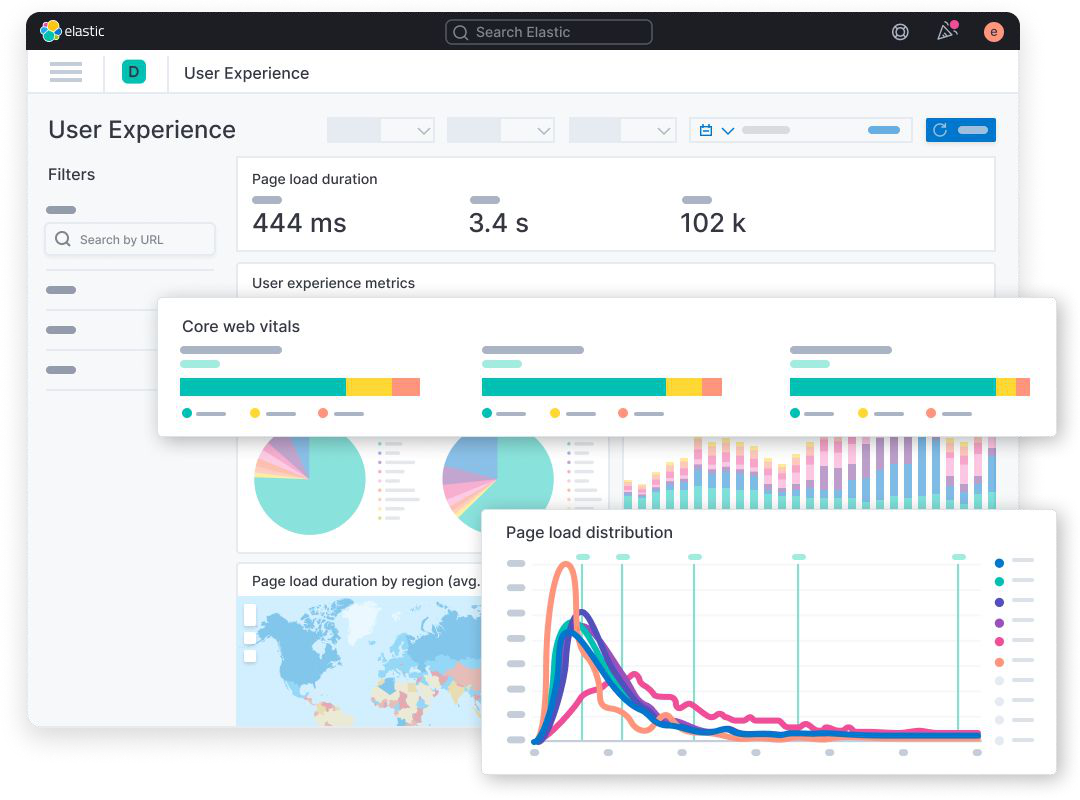 elastic
Search Elastic
e
D
User Experience
User Experience
Filters
Search by URL
Page load duration
444 ms
3.4 s
102 k
User experience metrics
Core web vitals
Page load distribution
Page load duration by region (avg.